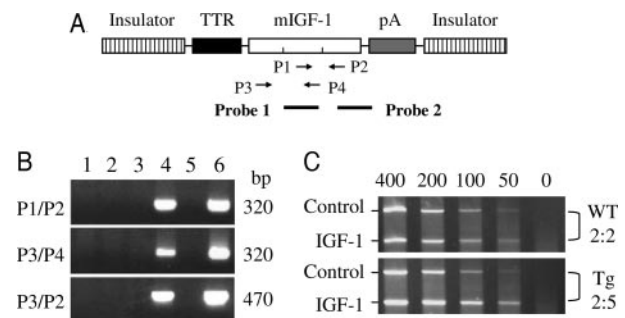 A
Insulator TTR mIGF-1 pA Insulator
P1 P2
P3 P4
Probe 1 Probe 2
B
1 2 3 4 5 6 bp
P1/P2 320
P3/P4 320
P3/P2 470
C
400 200 100 50 0
Control WT
IGF-1 2:2
Control Tg
IGF-1 2:5